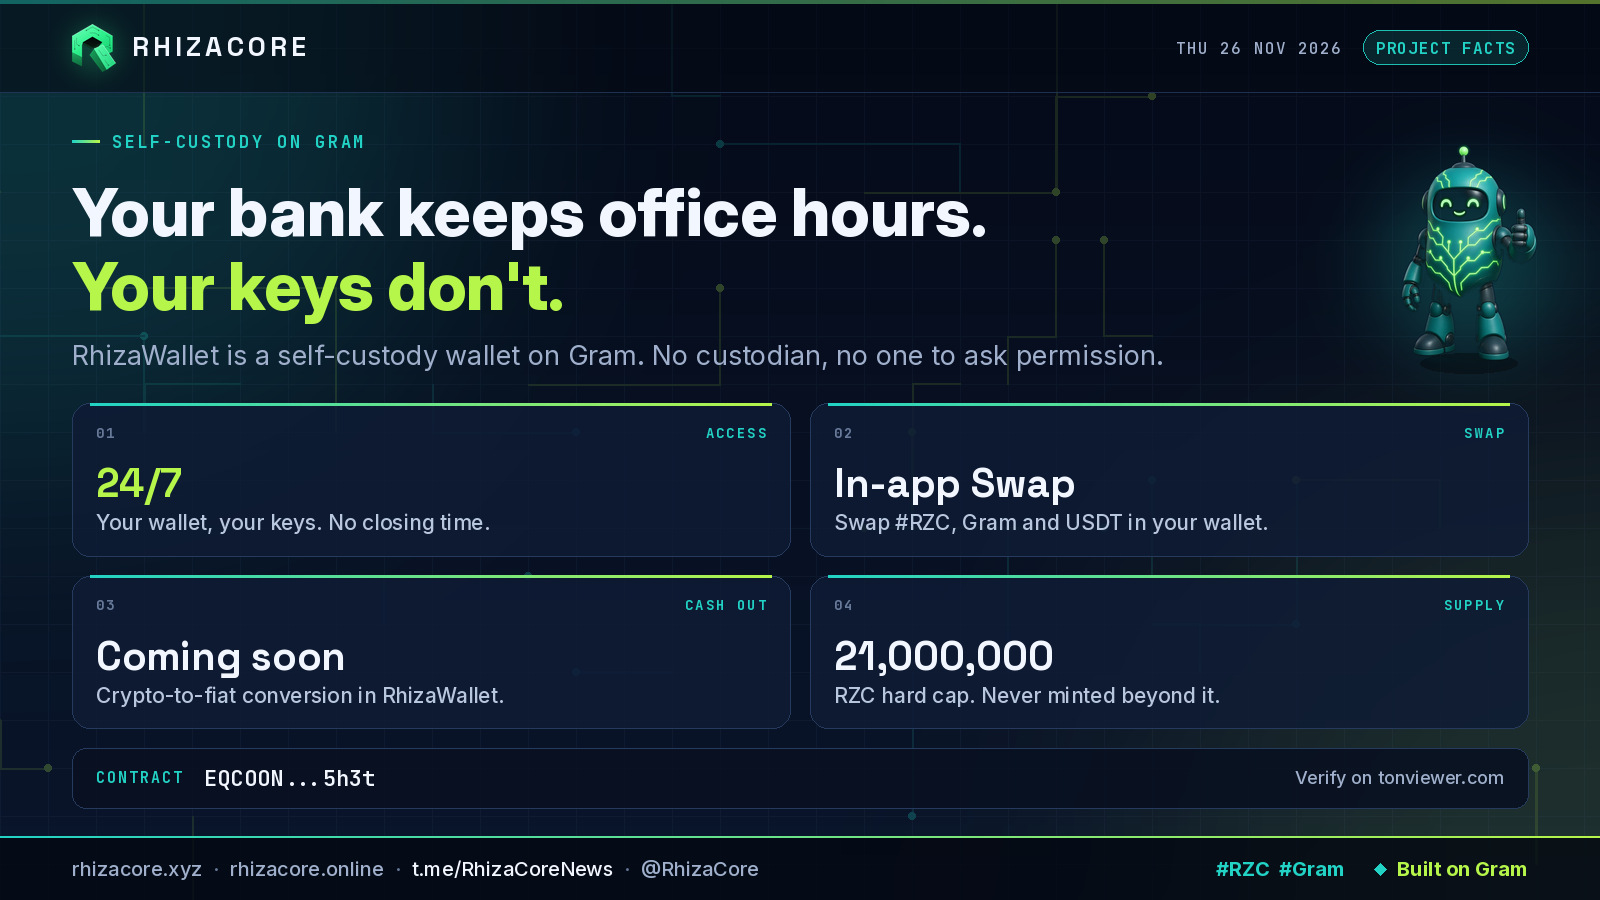 RHIZACORE
THU 26 NOV 2026
PROJECT FACTS
SELF-CUSTODY ON GRAM
Your bank keeps office hours.
Your keys don't.
RhizaWallet is a self-custody wallet on Gram. No custodian, no one to ask permission.
01
ACCESS
24/7
Your wallet, your keys. No closing time.
02
SWAP
In-app Swap
Swap #RZC, Gram and USDT in your wallet.
03
CASH OUT
Coming soon
Crypto-to-fiat conversion in RhizaWallet.
04
SUPPLY
21,000,000
RZC hard cap. Never minted beyond it.
CONTRACT EQCOON...5h3t
Verify on tonviewer.com
rhizacore.xyz · rhizacore.online · t.me/RhizaCoreNews · @RhizaCore
#RZC #Gram
Built on Gram